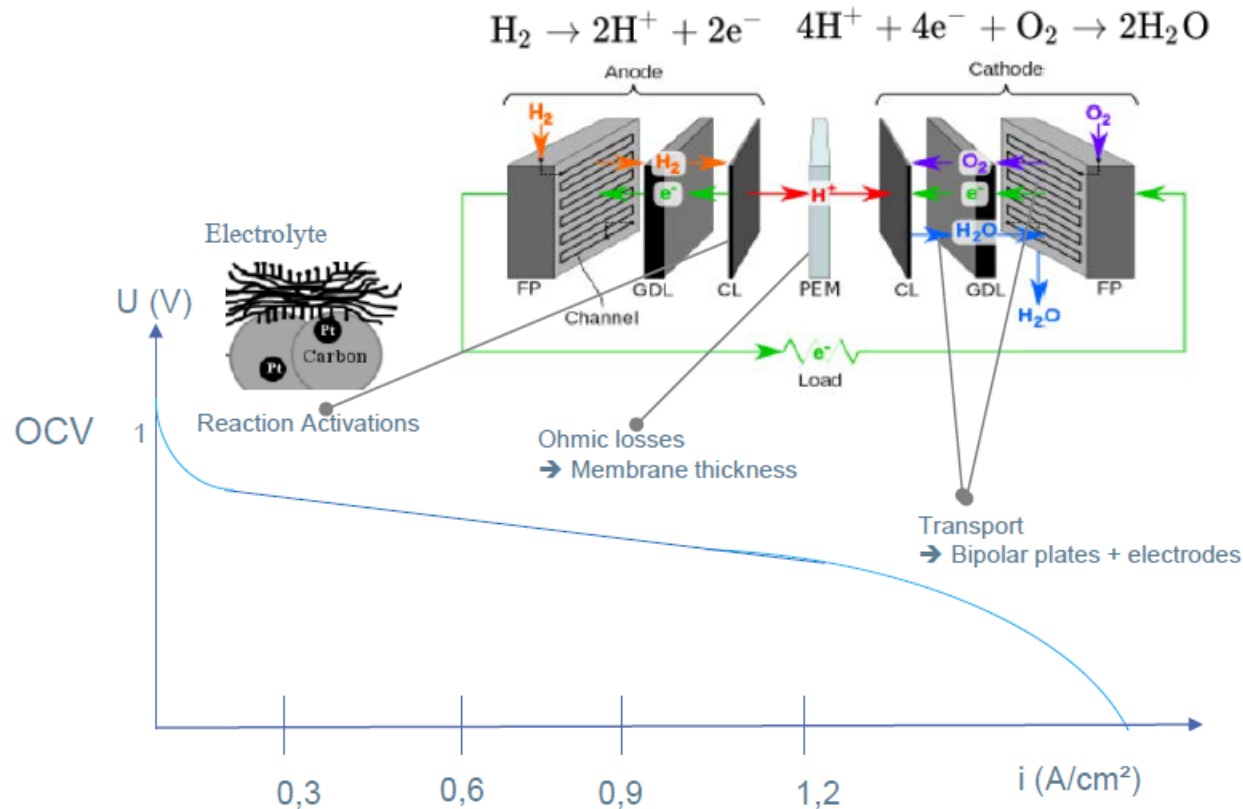 H₂ → 2H⁺ + 2e⁻ 4H⁺ + 4e⁻ + O₂ → 2H₂O
Anode Cathode
H₂ O₂
H₂ O₂
e⁻ H⁺ e⁻
H₂O
FP GDL CL PEM CL GDL FP
Channel
H₂O
e⁻
Load
Electrolyte
Pt
Carbon
Pt
U (V)
Reaction Activations
OCV 1
Ohmic losses
➔ Membrane thickness
Transport
➔ Bipolar plates + electrodes
0,3 0,6 0,9 1,2 i (A/cm²)